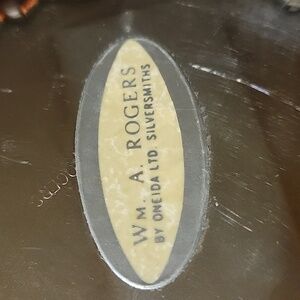 WM. A. ROGERS
BY ONEIDA LTD. SILVERSMITHS